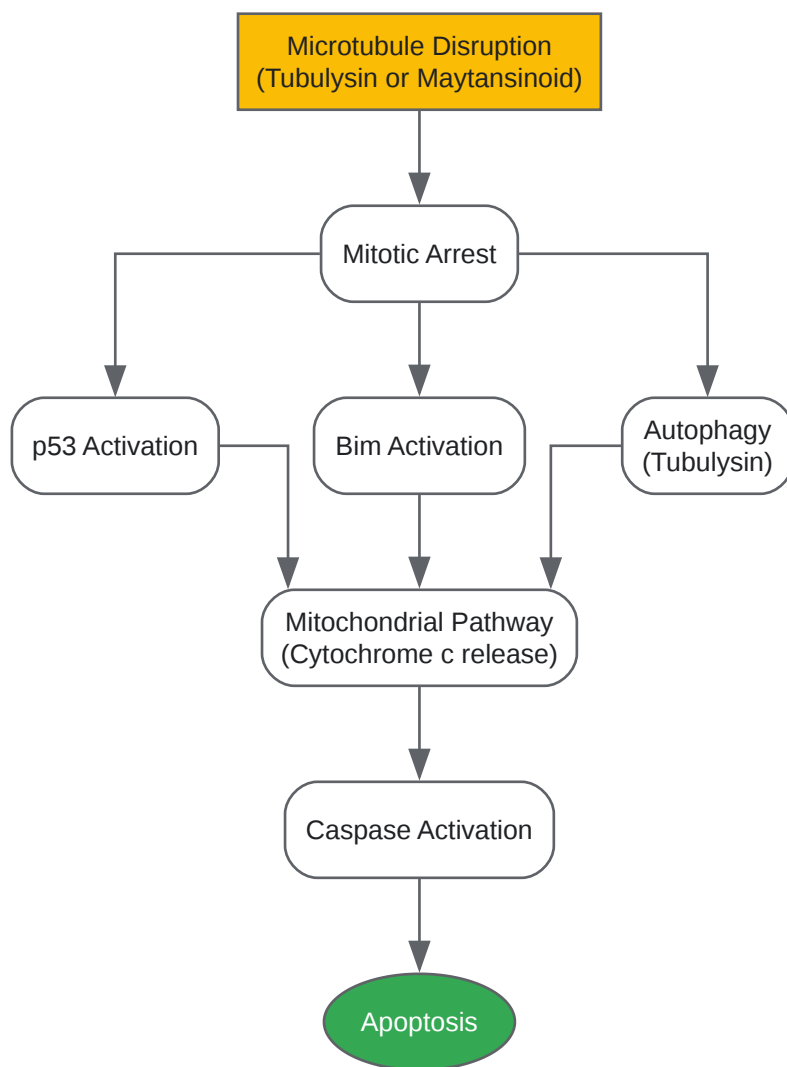 Microtubule Disruption
(Tubulysin or Maytansinoid)
Mitotic Arrest
p53 Activation
Bim Activation
Autophagy
(Tubulysin)
Mitochondrial Pathway
(Cytochrome c release)
Caspase Activation
Apoptosis